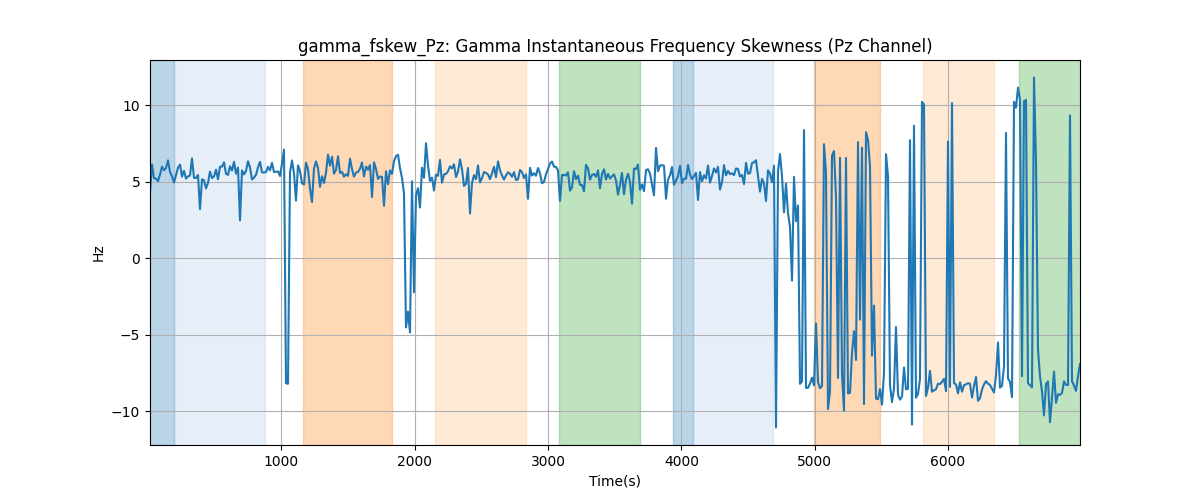 gamma_fskew_Pz: Gamma Instantaneous Frequency Skewness (Pz Channel)
10
5
0
−5
−10
Hz
1000 2000 3000 4000 5000 6000
Time(s)